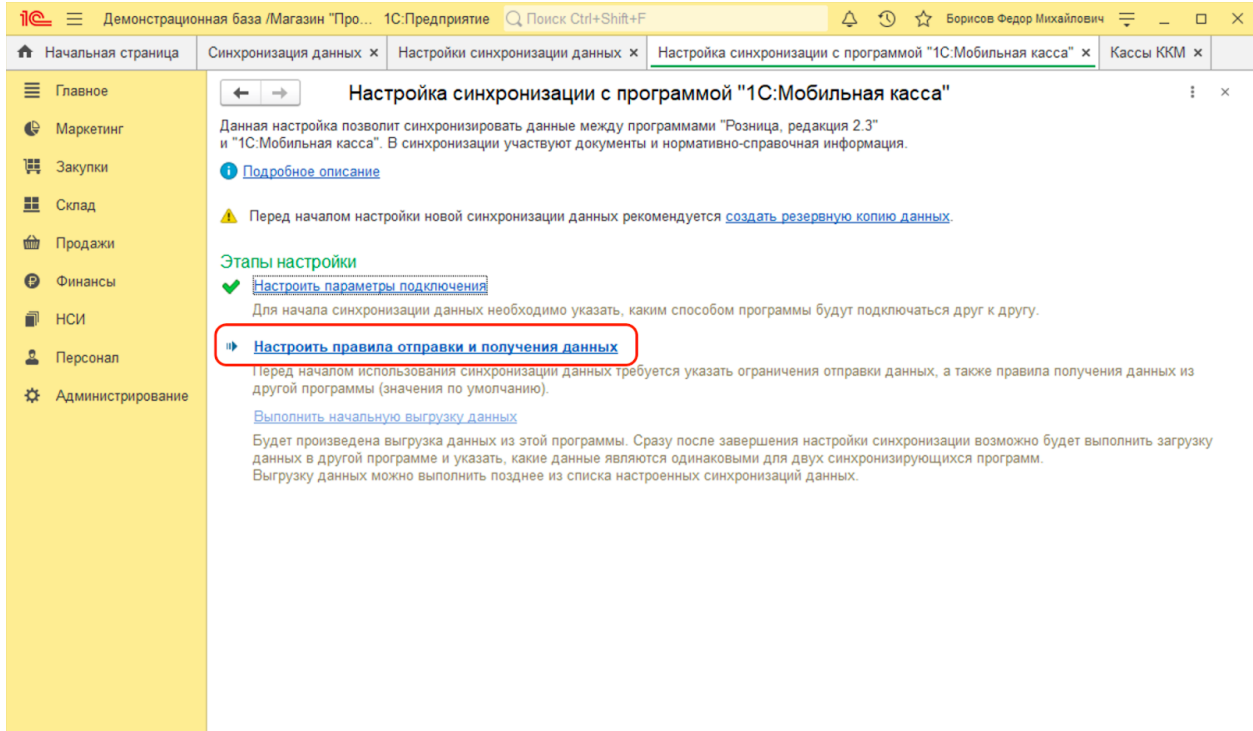 1С Демонстрационная база /Магазин "Про... 1С:Предприятие Поиск Ctrl+Shift+F Борисов Федор Михайлович
Начальная страница Синхронизация данных × Настройки синхронизации данных × Настройка синхронизации с программой "1С:Мобильная касса" × Кассы ККМ ×
Главное
Маркетинг
Закупки
Склад
Продажи
Финансы
НСИ
Персонал
Администрирование
Настройка синхронизации с программой "1С:Мобильная касса"
Данная настройка позволит синхронизировать данные между программами "Розница, редакция 2.3"
и "1С:Мобильная касса". В синхронизации участвуют документы и нормативно-справочная информация.
Подробное описание
Перед началом настройки новой синхронизации данных рекомендуется создать резервную копию данных.
Этапы настройки
Настроить параметры подключения
Для начала синхронизации данных необходимо указать, каким способом программы будут подключаться друг к другу.
Настроить правила отправки и получения данных
Перед началом использования синхронизации данных требуется указать ограничения отправки данных, а также правила получения данных из
другой программы (значения по умолчанию).
Выполнить начальную выгрузку данных
Будет произведена выгрузка данных из этой программы. Сразу после завершения настройки синхронизации возможно будет выполнить загрузку
данных в другой программе и указать, какие данные являются одинаковыми для двух синхронизирующихся программ.
Выгрузку данных можно выполнить позднее из списка настроенных синхронизаций данных.